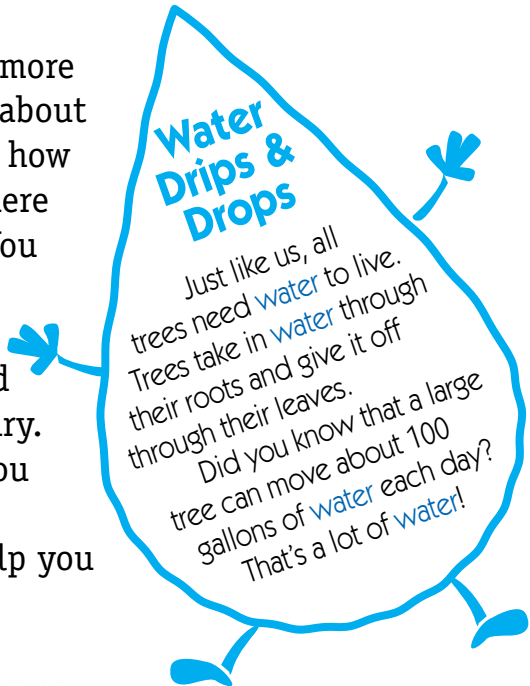 more
about
how
ere
ou
d
ry.
ou
lp you
Water
Drips &
Drops
Just like us, all
trees need water to live.
Trees take in water through
their roots and give it off
through their leaves.
Did you know that a large
tree can move about 100
gallons of water each day?
That's a lot of water!